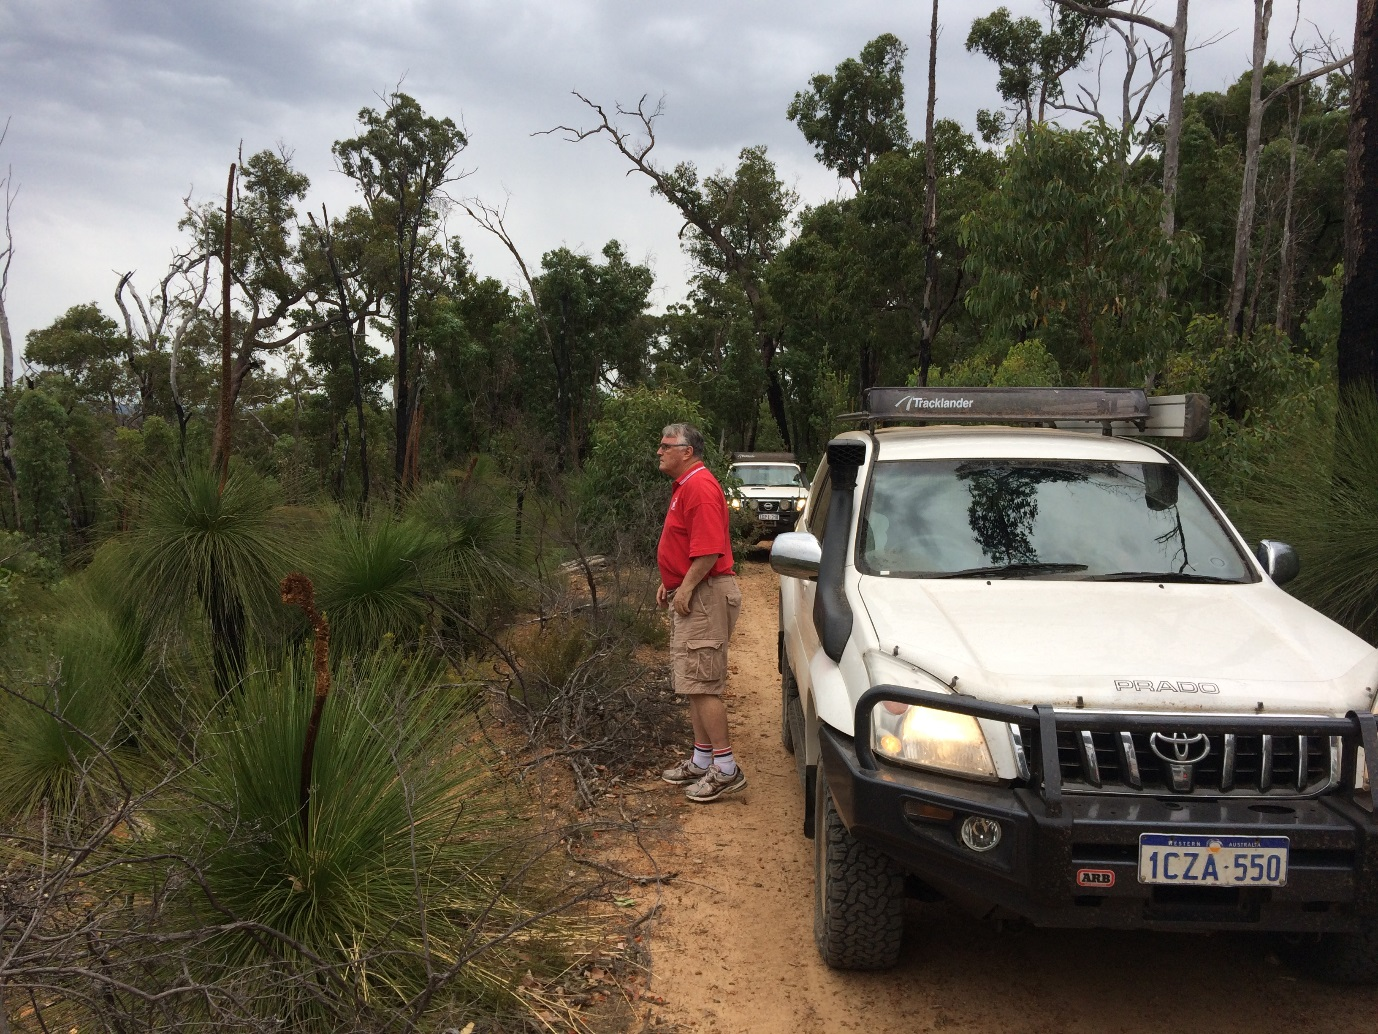 Tracklander
PRADO
WESTERN AUSTRALIA
1CZA·550
ARB